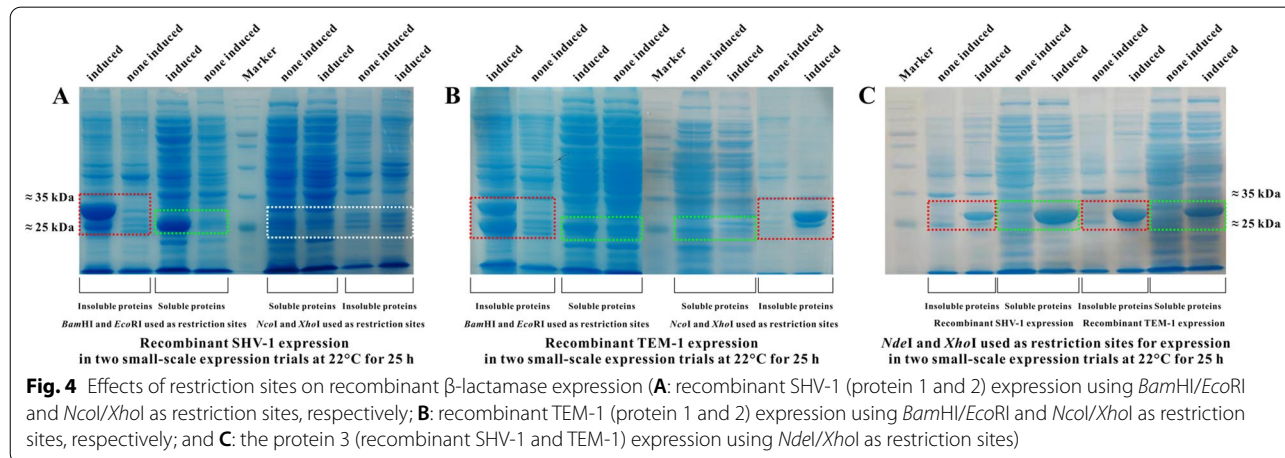 induced none induced induced none induced Marker none induced induced none induced induced
induced none induced induced none induced Marker none induced induced none induced induced
Marker none induced induced none induced induced none induced induced none induced induced
A B C
≈ 35 kDa
≈ 25 kDa
≈ 35 kDa
≈ 25 kDa
Insoluble proteins Soluble proteins Soluble proteins Insoluble proteins
BamHI and EcoRI used as restriction sites NcoI and XhoI used as restriction sites
Recombinant SHV-1 expression
in two small-scale expression trials at 22°C for 25 h
Insoluble proteins Soluble proteins Soluble proteins Insoluble proteins
BamHI and EcoRI used as restriction sites NcoI and XhoI used as restriction sites
Recombinant TEM-1 expression
in two small-scale expression trials at 22°C for 25 h
Insoluble proteins Soluble proteins Insoluble proteins Soluble proteins
Recombinant SHV-1 expression Recombinant TEM-1 expression
NdeI and XhoI used as restriction sites for expression
in two small-scale expression trials at 22°C for 25 h
Fig. 4 Effects of restriction sites on recombinant β-lactamase expression (A: recombinant SHV-1 (protein 1 and 2) expression using BamHI/EcoRI
and NcoI/XhoI as restriction sites, respectively; B: recombinant TEM-1 (protein 1 and 2) expression using BamHI/EcoRI and NcoI/XhoI as restriction
sites, respectively; and C: the protein 3 (recombinant SHV-1 and TEM-1) expression using NdeI/XhoI as restriction sites)